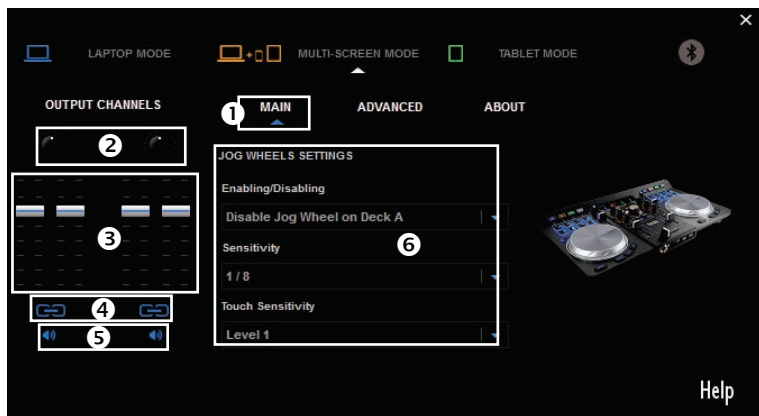 ×
LAPTOP MODE
MULTI-SCREEN MODE
TABLET MODE
OUTPUT CHANNELS
1
MAIN
ADVANCED
ABOUT
2
JOG WHEELS SETTINGS
Enabling/Disabling
Disable Jog Wheel on Deck A
3
Sensitivity
6
1 / 8
4
Touch Sensitivity
5
Level 1
Help